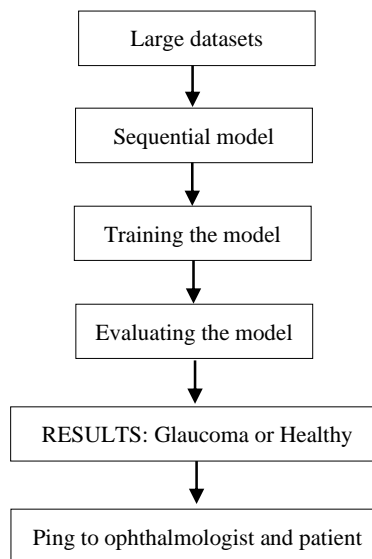 Large datasets
Sequential model
Training the model
Evaluating the model
RESULTS: Glaucoma or Healthy
Ping to ophthalmologist and patient